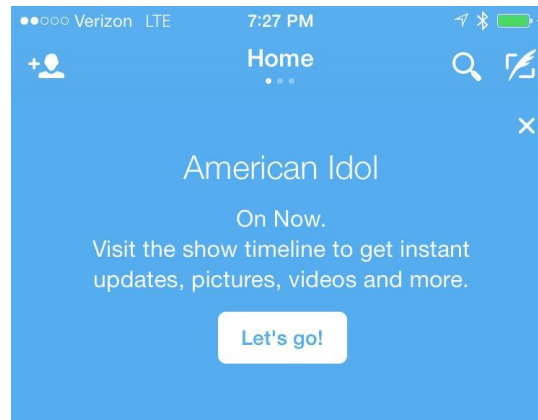 Verizon LTE 7:27 PM
Home
American Idol
On Now.
Visit the show timeline to get instant
updates, pictures, videos and more.
Let's go!